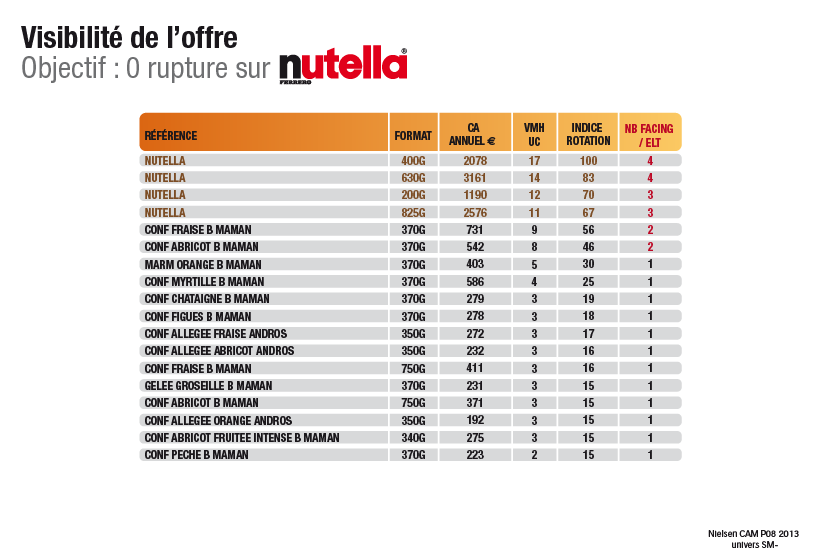 Visibilité de l'offre
Objectif : 0 rupture sur nutella®
FERRERO
RÉFÉRENCE FORMAT CA ANNUEL € VMH UC INDICE ROTATION NB FACING / ELT
NUTELLA 400G 2078 17 100 4
NUTELLA 630G 3161 14 83 4
NUTELLA 200G 1190 12 70 3
NUTELLA 825G 2576 11 67 3
CONF FRAISE B MAMAN 370G 731 9 56 2
CONF ABRICOT B MAMAN 370G 542 8 46 2
MARM ORANGE B MAMAN 370G 403 5 30 1
CONF MYRTILLE B MAMAN 370G 586 4 25 1
CONF CHATAIGNE B MAMAN 370G 279 3 19 1
CONF FIGUES B MAMAN 370G 278 3 18 1
CONF ALLEGEE FRAISE ANDROS 350G 272 3 17 1
CONF ALLEGEE ABRICOT ANDROS 350G 232 3 16 1
CONF FRAISE B MAMAN 750G 411 3 16 1
GELEE GROSEILLE B MAMAN 370G 231 3 15 1
CONF ABRICOT B MAMAN 750G 371 3 15 1
CONF ALLEGEE ORANGE ANDROS 350G 192 3 15 1
CONF ABRICOT FRUITEE INTENSE B MAMAN 340G 275 3 15 1
CONF PECHE B MAMAN 370G 223 2 15 1
Nielsen CAM P08 2013
univers SM-